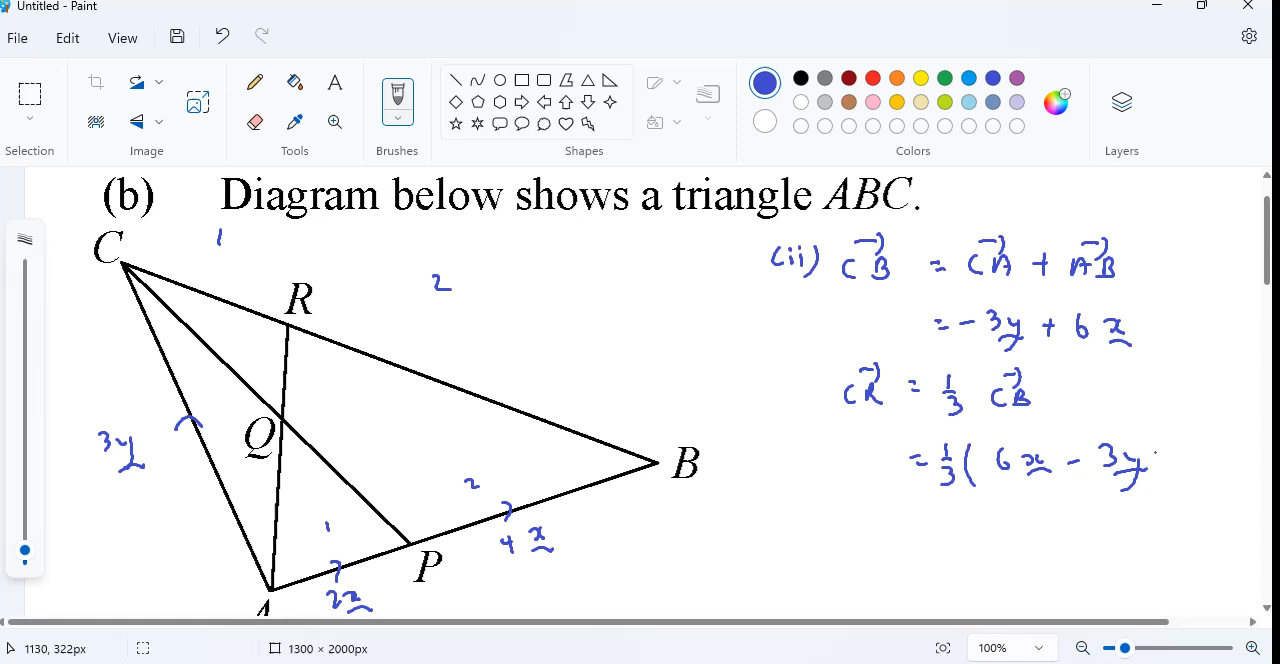 Untitled - Paint
File Edit View
Selection Image Tools Brushes Shapes Colors Layers
(b) Diagram below shows a triangle ABC.
C
1
2
R
Q
3y
B
2
1
4x
P
2x
A
(ii) CB = CA + AB
= -3y + 6x
CR = 1/3 CB
= 1/3 ( 6x - 3y
1130, 322px
1300 × 2000px
100%